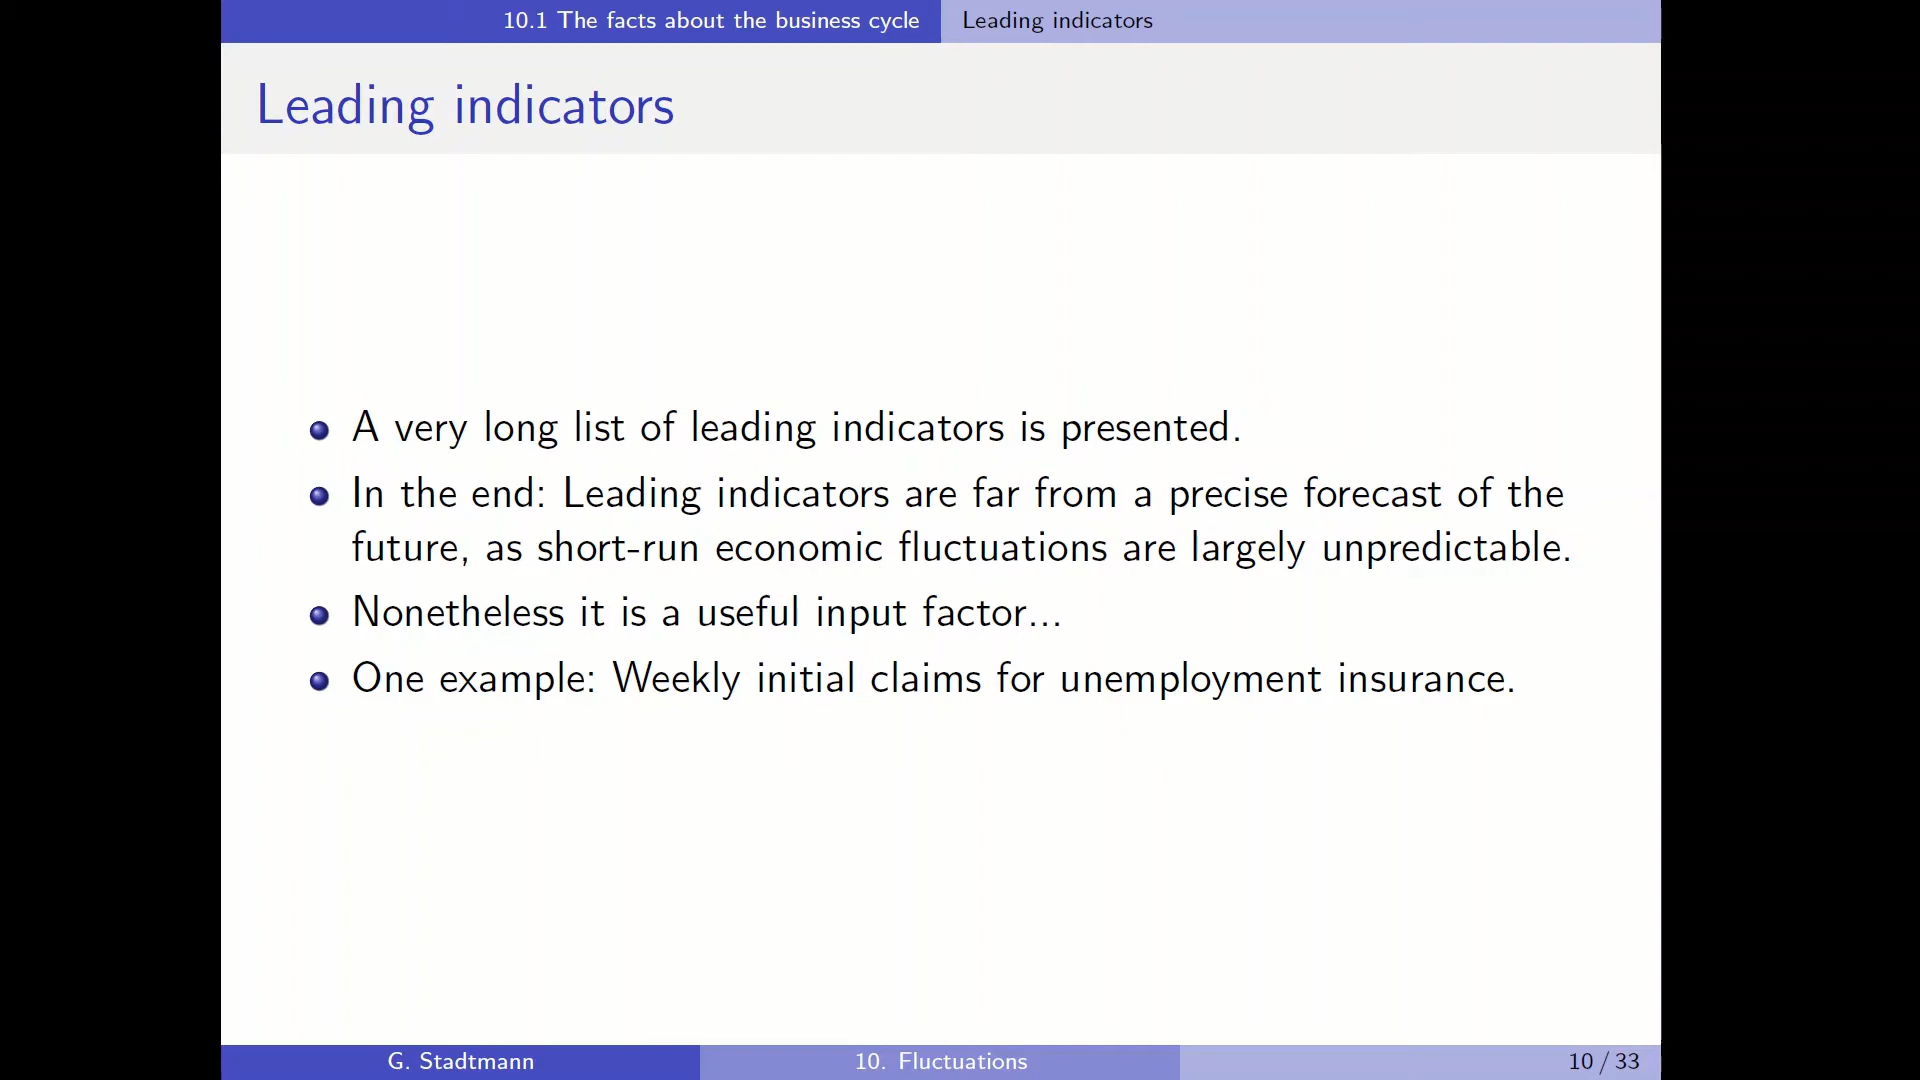 10.1 The facts about the business cycle Leading indicators
Leading indicators
A very long list of leading indicators is presented.
In the end: Leading indicators are far from a precise forecast of the
future, as short-run economic fluctuations are largely unpredictable.
Nonetheless it is a useful input factor...
One example: Weekly initial claims for unemployment insurance.
G. Stadtmann 10. Fluctuations 10 / 33